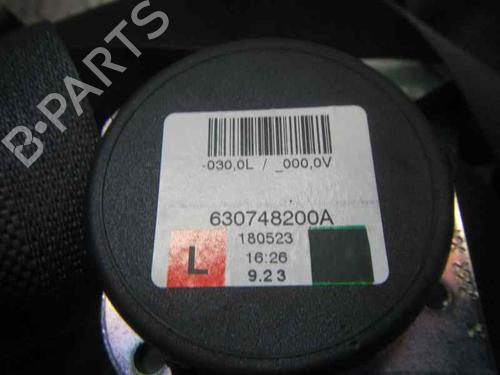 B-PARTS
-030,0L / _000,0V
630748200A
180523
L
16:26
9.23